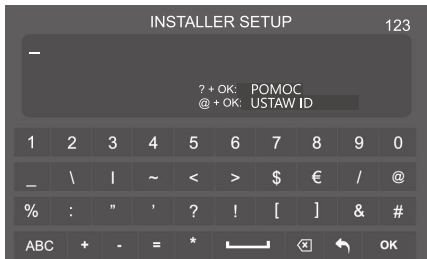 INSTALLER SETUP 123
_
? + OK: POMOC
@ + OK: USTAW ID
1 2 3 4 5 6 7 8 9 0
_ \ | ~ < > $ € / @
% : " ' ? ! [ ] & #
ABC + - = * OK